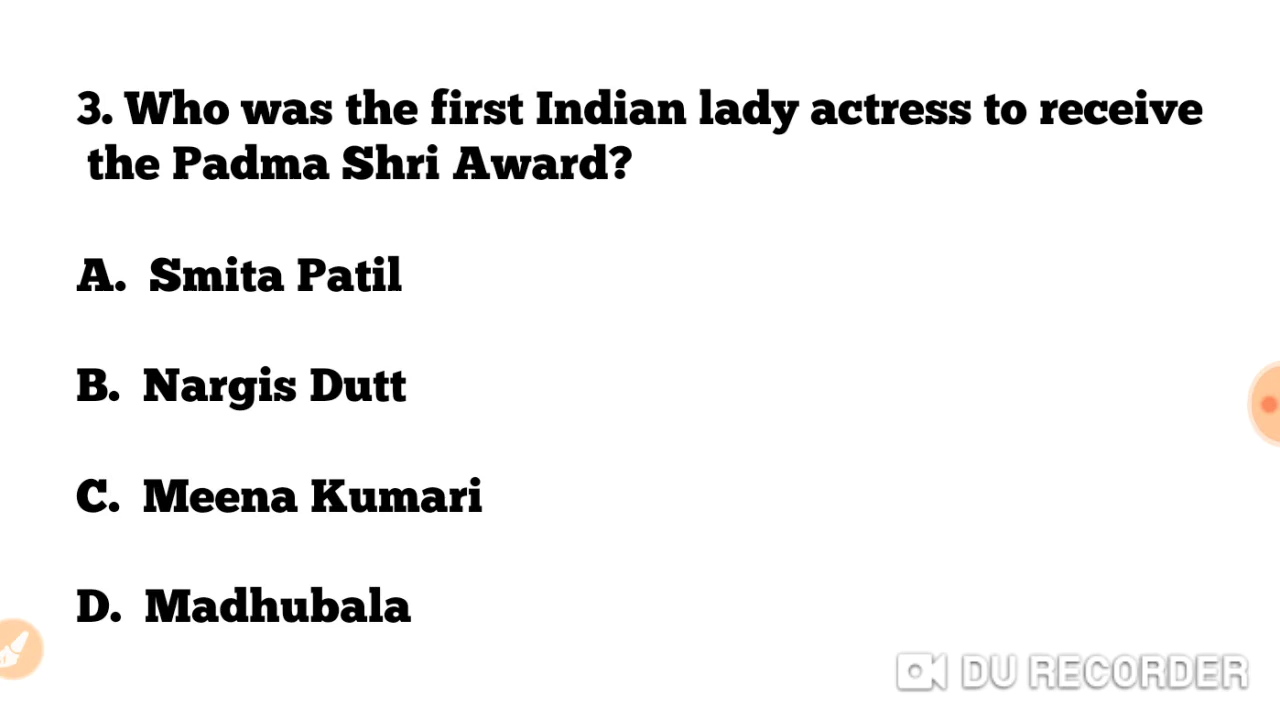 3. Who was the first Indian lady actress to receive
the Padma Shri Award?
A. Smita Patil
B. Nargis Dutt
C. Meena Kumari
D. Madhubala
DU RECORDER